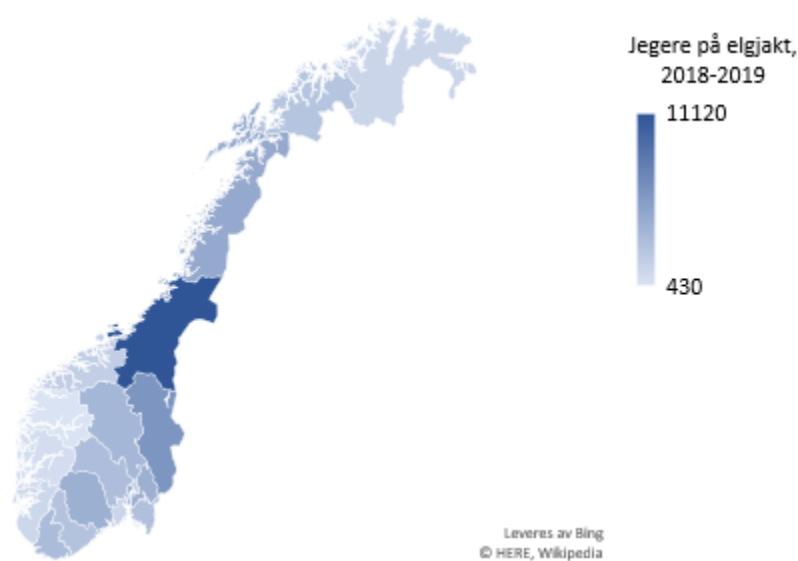 Jegere på elgjakt,
2018-2019
11120
430
Leveres av Bing
© HERE, Wikipedia